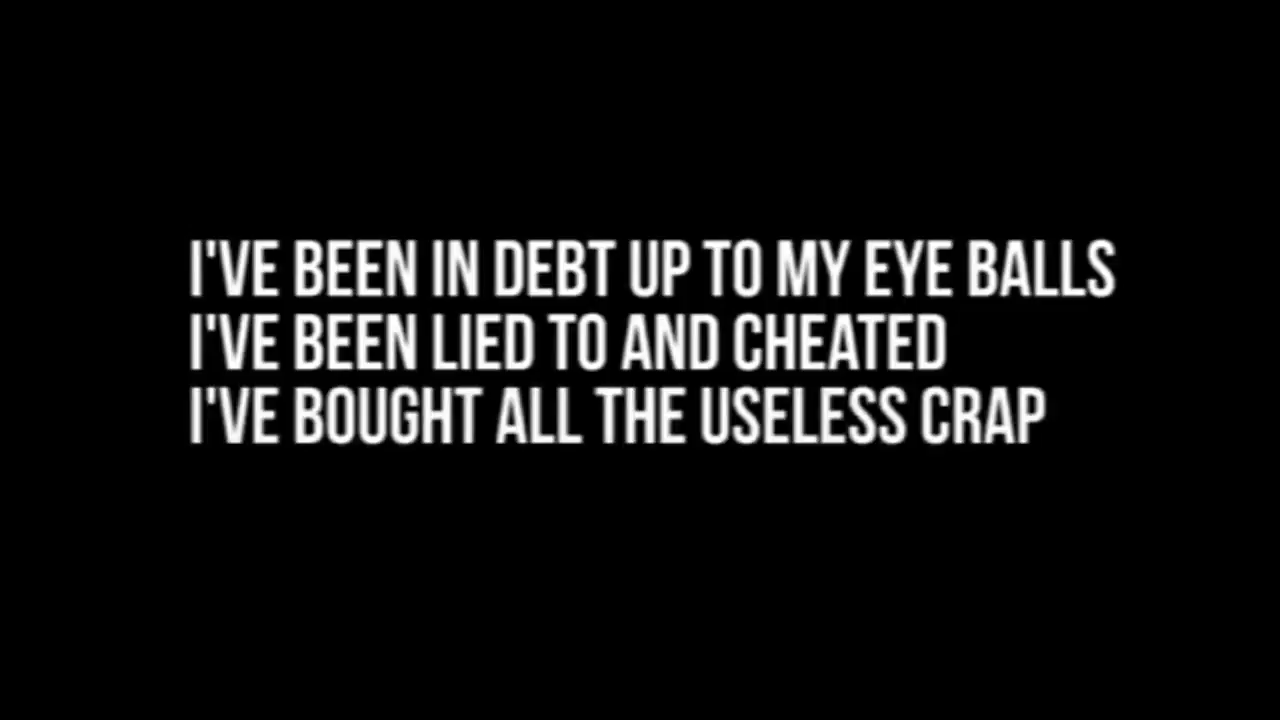 I'VE BEEN IN DEBT UP TO MY EYE BALLS
I'VE BEEN LIED TO AND CHEATED
I'VE BOUGHT ALL THE USELESS CRAP